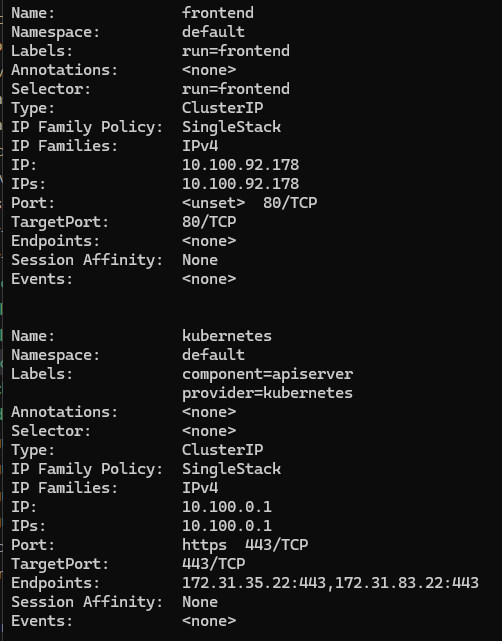 Name:              frontend
Namespace:         default
Labels:            run=frontend
Annotations:       <none>
Selector:          run=frontend
Type:              ClusterIP
IP Family Policy:  SingleStack
IP Families:       IPv4
IP:                10.100.92.178
IPs:               10.100.92.178
Port:              <unset>  80/TCP
TargetPort:        80/TCP
Endpoints:         <none>
Session Affinity:  None
Events:            <none>

Name:              kubernetes
Namespace:         default
Labels:            component=apiserver
                   provider=kubernetes
Annotations:       <none>
Selector:          <none>
Type:              ClusterIP
IP Family Policy:  SingleStack
IP Families:       IPv4
IP:                10.100.0.1
IPs:               10.100.0.1
Port:              https  443/TCP
TargetPort:        443/TCP
Endpoints:         172.31.35.22:443,172.31.83.22:443
Session Affinity:  None
Events:            <none>